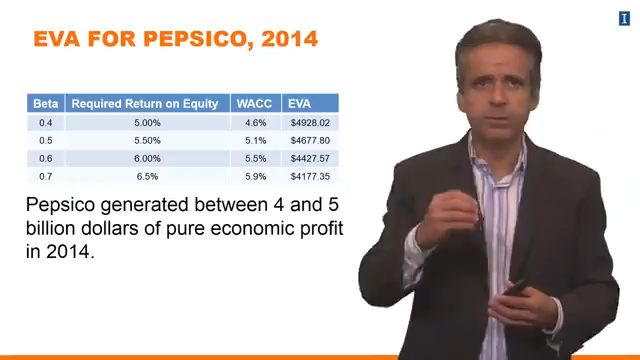 I
EVA FOR PEPSICO, 2014
Beta Required Return on Equity WACC EVA
0.4 5.00% 4.6% $4928.02
0.5 5.50% 5.1% $4677.80
0.6 6.00% 5.5% $4427.57
0.7 6.5% 5.9% $4177.35
Pepsico generated between 4 and 5
billion dollars of pure economic profit
in 2014.